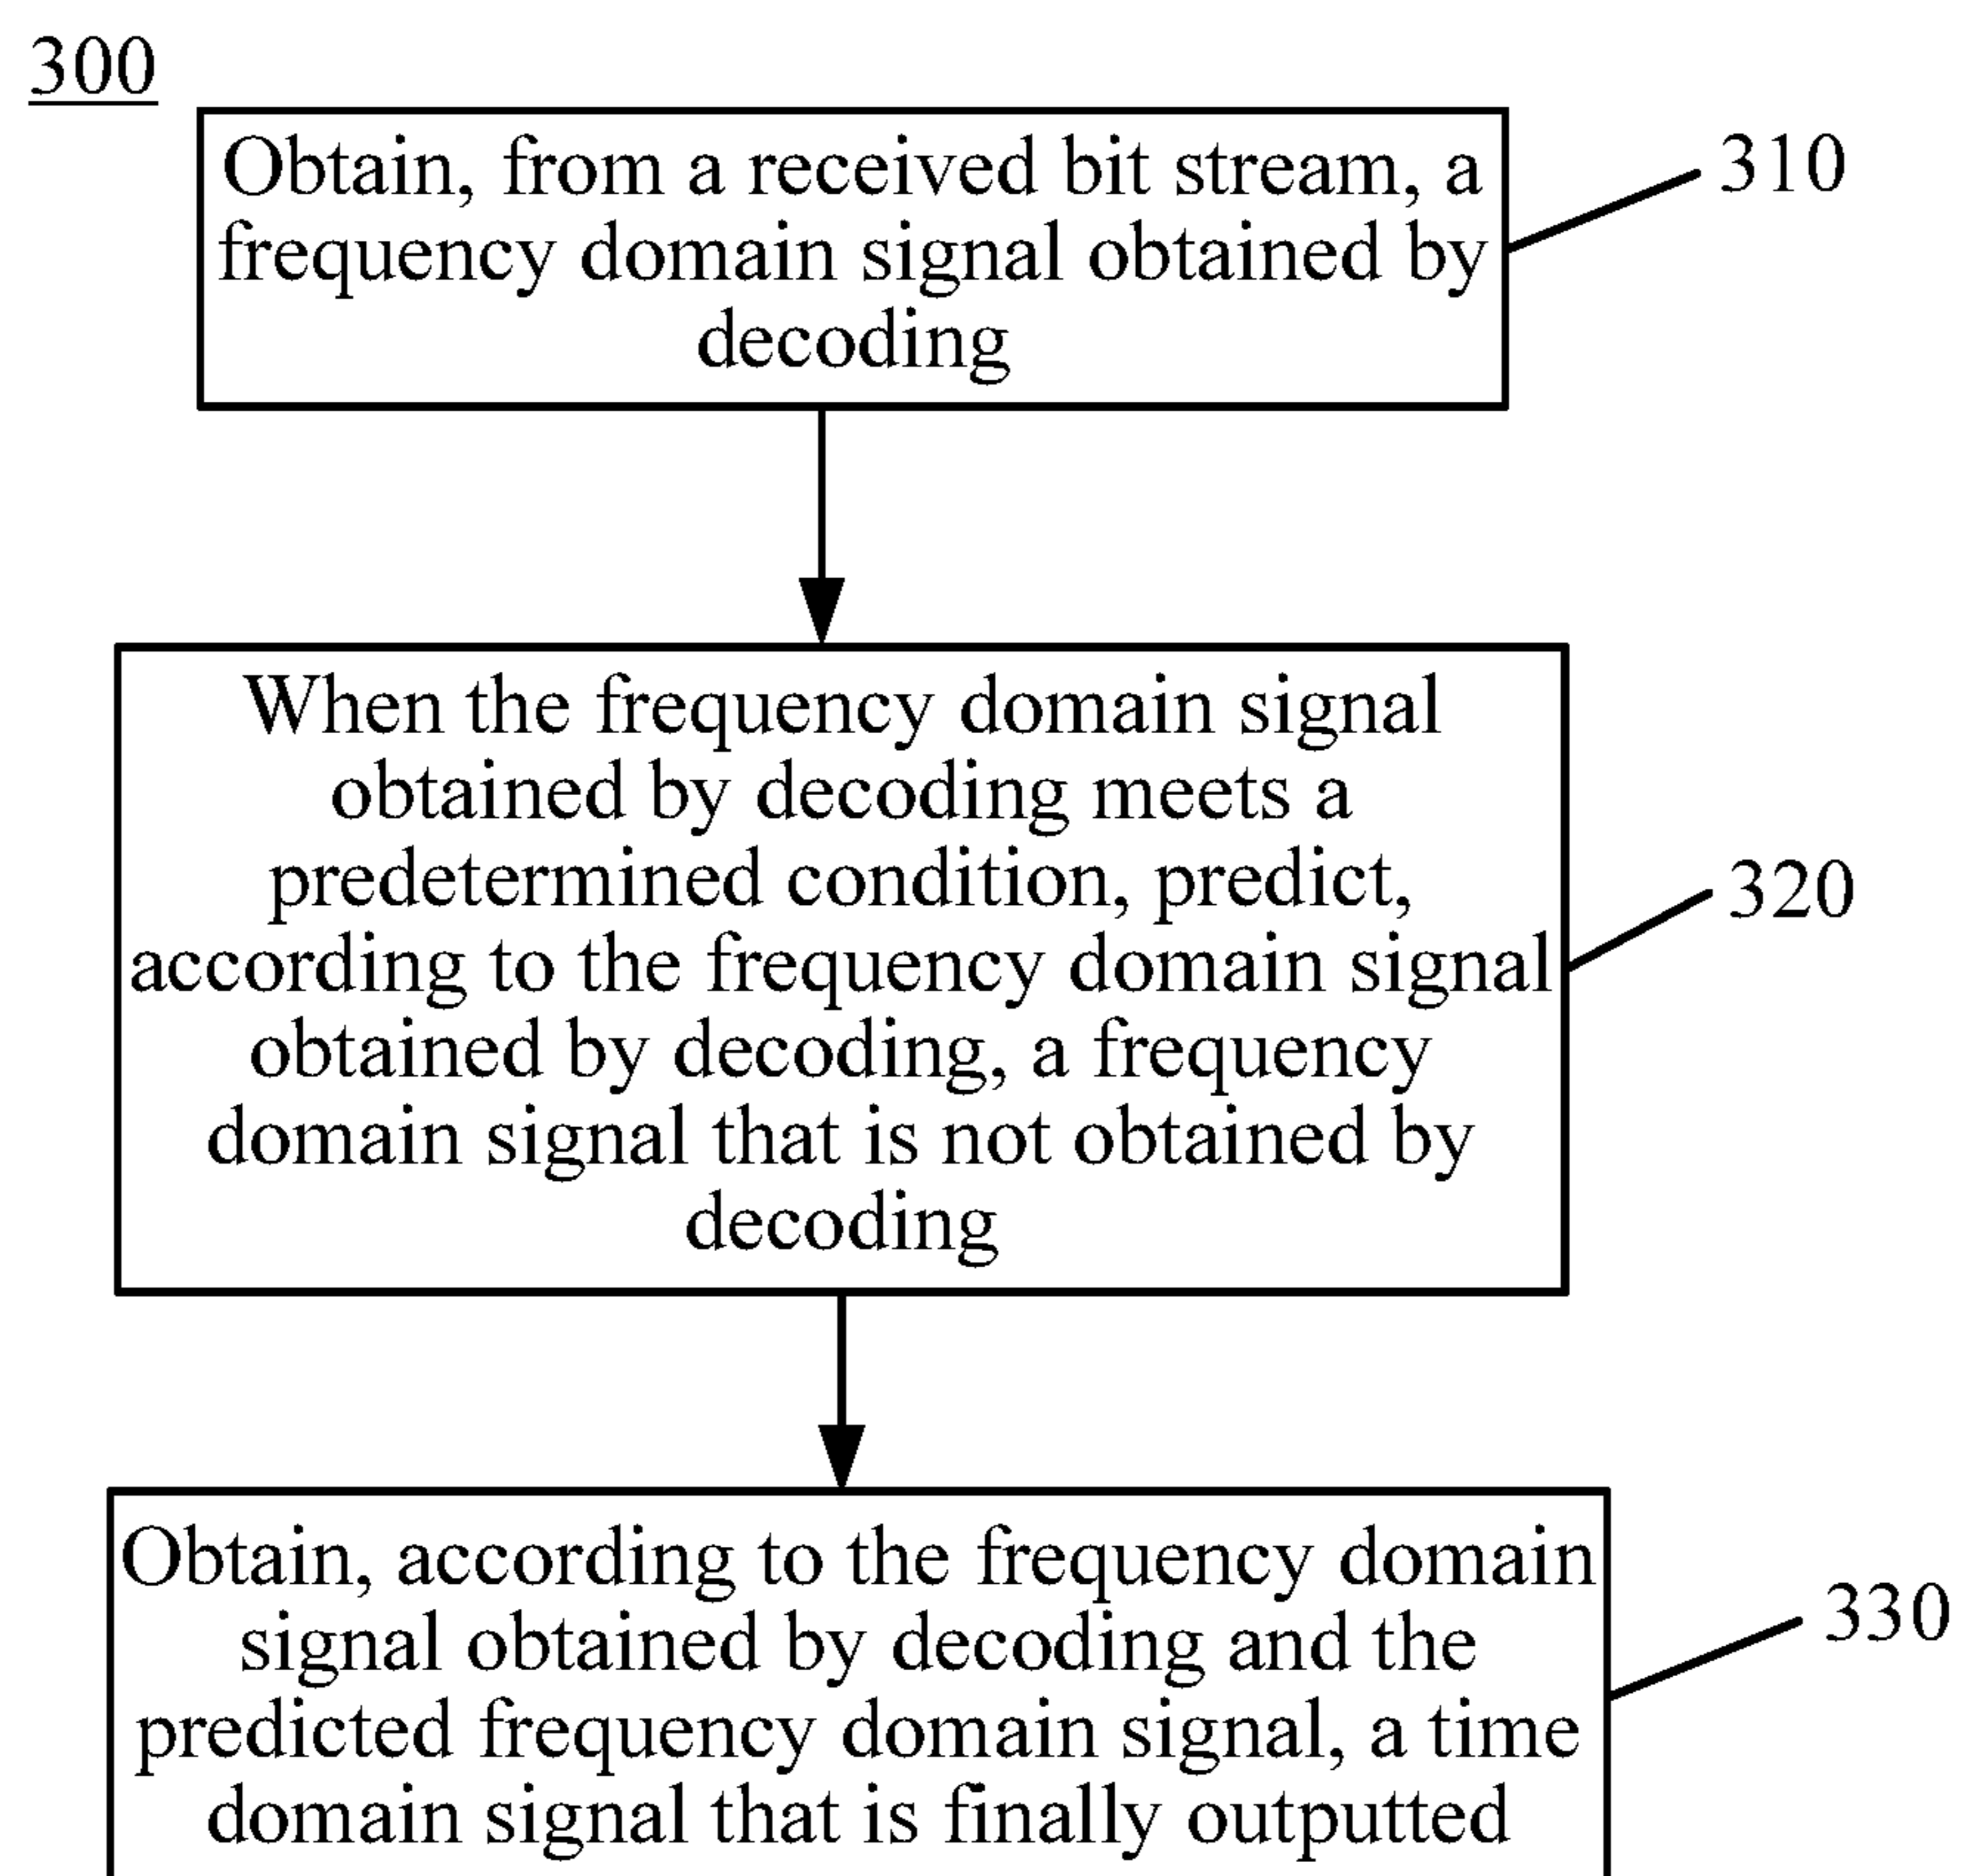 300
Obtain, from a received bit stream, a
frequency domain signal obtained by
decoding
310
When the frequency domain signal
obtained by decoding meets a
predetermined condition, predict,
according to the frequency domain signal
obtained by decoding, a frequency
domain signal that is not obtained by
decoding
320
Obtain, according to the frequency domain
signal obtained by decoding and the
predicted frequency domain signal, a time
domain signal that is finally outputted
330